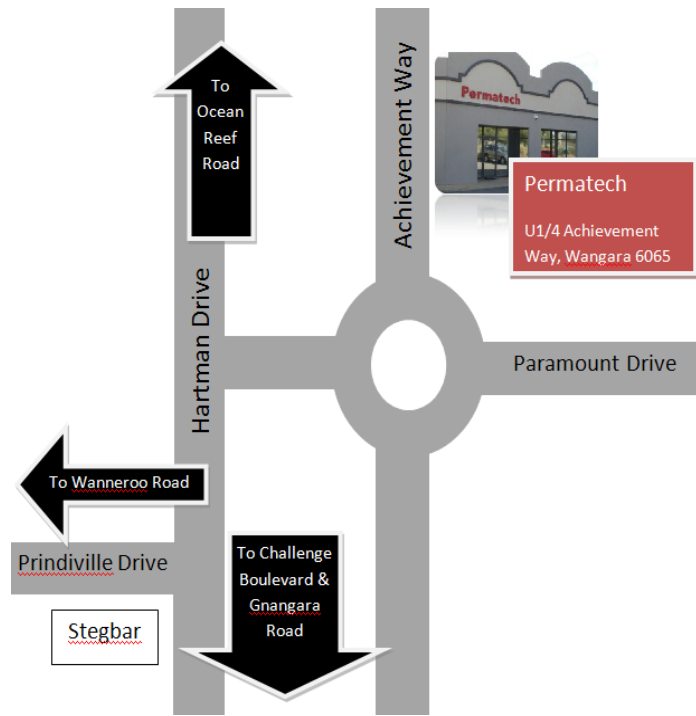 To
Ocean
Reef
Road
Achievement Way
Permatech
Permatech
U1/4 Achievement
Way, Wangara 6065
Hartman Drive
Paramount Drive
To Wanneroo Road
Prindiville Drive
To Challenge
Boulevard &
Gnangara
Road
Stegbar